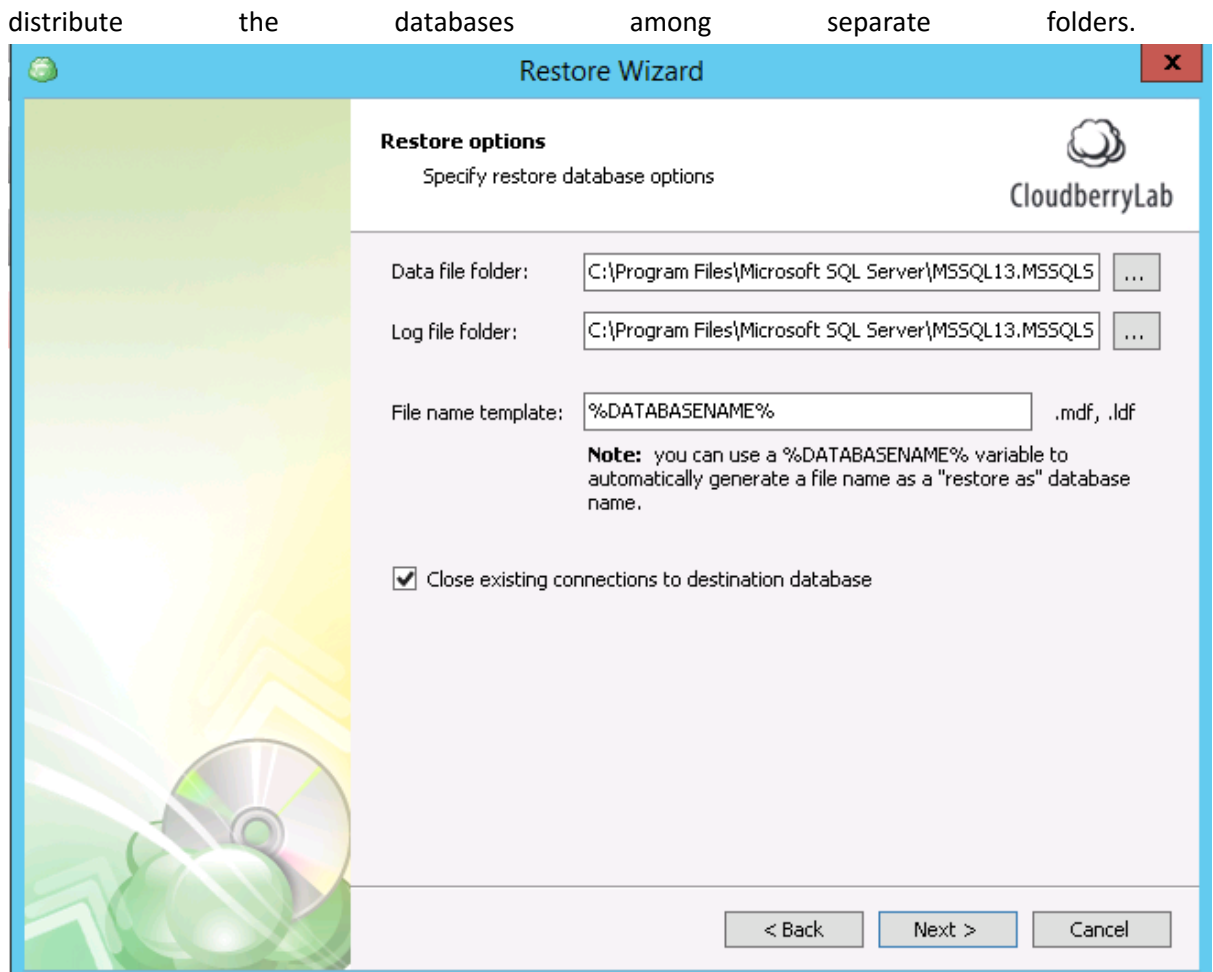 distribute the databases among separate folders.
Restore Wizard
x
Restore options
Specify restore database options
CloudberryLab
Data file folder: C:\Program Files\Microsoft SQL Server\MSSQL13.MSSQLS ...
Log file folder: C:\Program Files\Microsoft SQL Server\MSSQL13.MSSQLS ...
File name template: %DATABASENAME% .mdf, .ldf
Note: you can use a %DATABASENAME% variable to
automatically generate a file name as a "restore as" database
name.
Close existing connections to destination database
< Back Next > Cancel